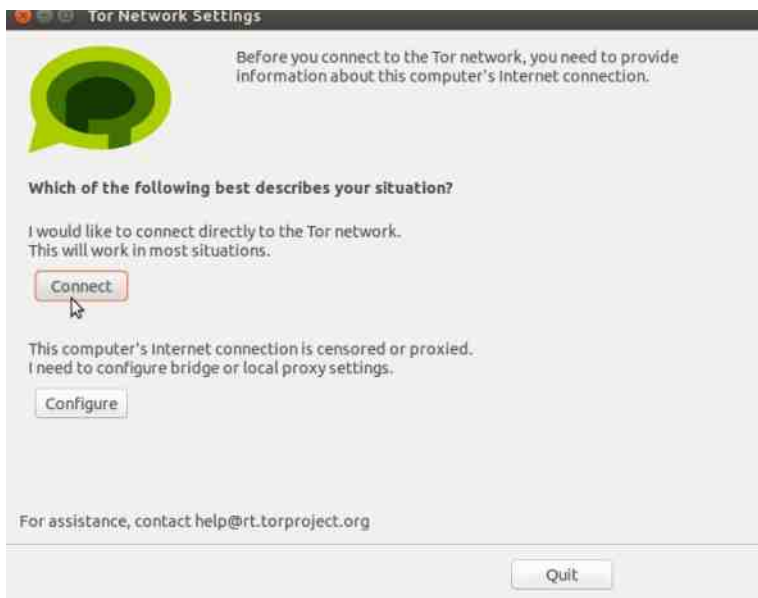 Tor Network Settings
Before you connect to the Tor network, you need to provide
information about this computer's Internet connection.
Which of the following best describes your situation?
I would like to connect directly to the Tor network.
This will work in most situations.
Connect
This computer's Internet connection is censored or proxied.
I need to configure bridge or local proxy settings.
Configure
For assistance, contact help@rt.torproject.org
Quit